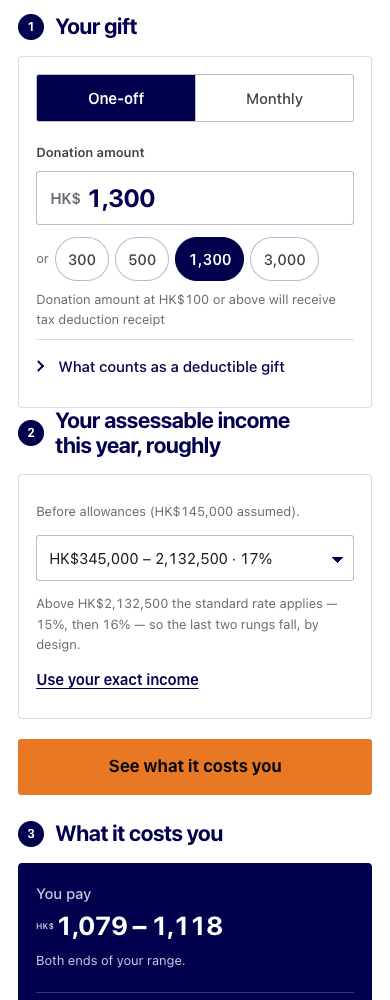 1 Your gift
One-off Monthly
Donation amount
HK$ 1,300
or 300 500 1,300 3,000
Donation amount at HK$100 or above will receive
tax deduction receipt
What counts as a deductible gift
2 Your assessable income
this year, roughly
Before allowances (HK$145,000 assumed).
HK$345,000 – 2,132,500 · 17%
Above HK$2,132,500 the standard rate applies —
15%, then 16% — so the last two rungs fall, by
design.
Use your exact income
See what it costs you
3 What it costs you
You pay
HK$ 1,079 – 1,118
Both ends of your range.